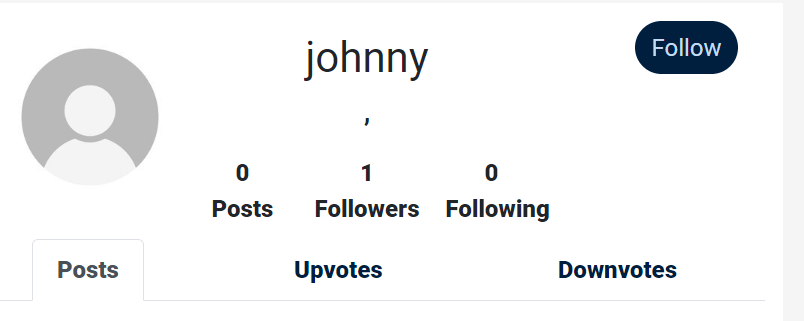 johnny
Follow
,
0 1 0
Posts Followers Following
Posts Upvotes Downvotes